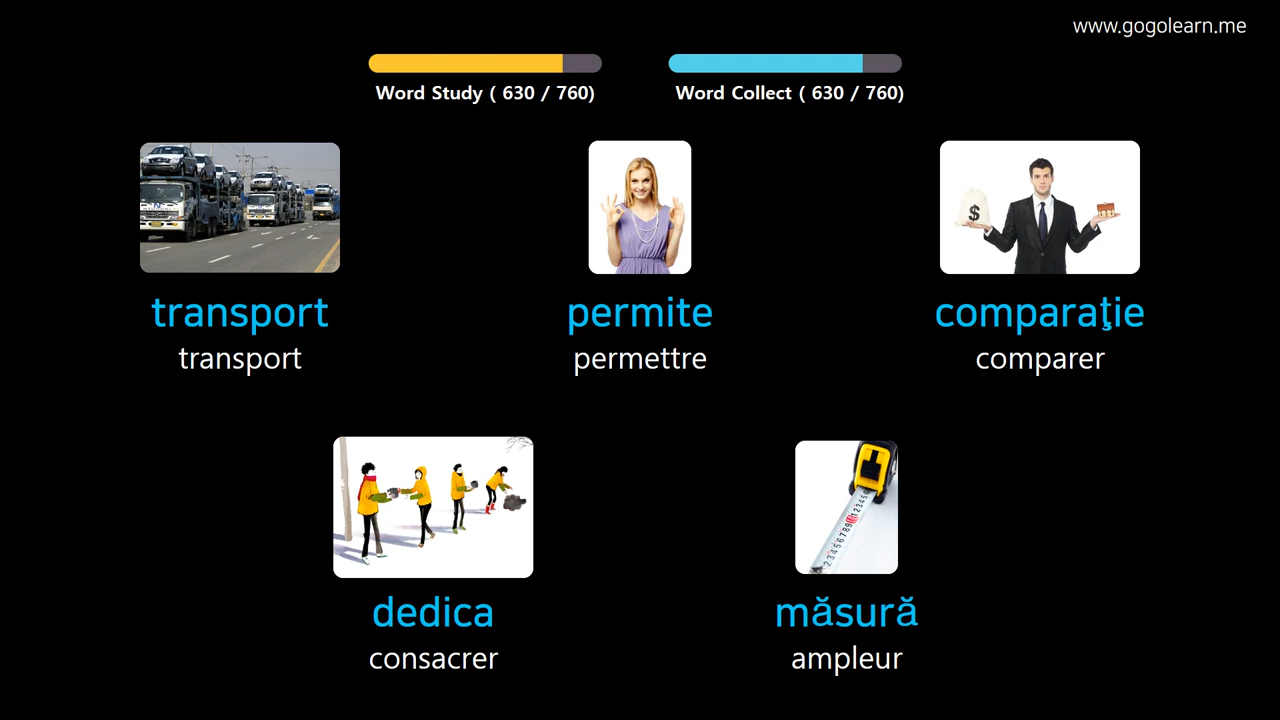 www.gogolearn.me
Word Study ( 630 / 760)
Word Collect ( 630 / 760)
transport
transport
permite
permettre
comparaţie
comparer
dedica
consacrer
măsură
ampleur